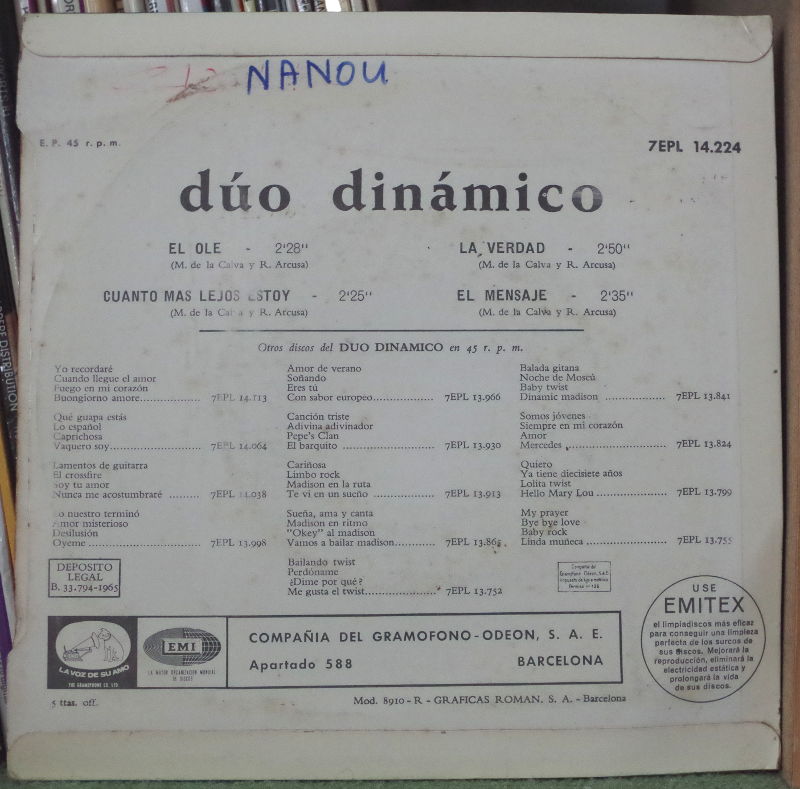 NANOU
E. P. 45 r. p. m.
7EPL 14.224
dúo dinámico
EL OLE - 2'28"
(M. de la Calva y R. Arcusa)
CUANTO MAS LEJOS ESTOY - 2'25"
(M. de la Calva y R. Arcusa)
LA VERDAD - 2'50"
(M. de la Calva y R. Arcusa)
EL MENSAJE - 2'35"
(M. de la Calva y R. Arcusa)
Otros discos del DUO DINAMICO en 45 r. p. m.
Yo recordaré
Cuando llegue el amor
Fuego en mi corazón
Buongiorno amore.................. 7EPL 14.113
Qué guapa estás
Lo español
Caprichosa
Vaquero soy........................... 7EPL 14.064
Lamentos de guitarra
El crossfire
Soy tu amor
Nunca me acostumbraré ......... 7EPL 14.038
Lo nuestro terminó
Amor misterioso
Desilusión
Oyeme .................................. 7EPL 13.998
Amor de verano
Soñando
Eres tú
Con sabor europeo.................. 7EPL 13.966
Canción triste
Adivina adivinador
Pepe's Clan
El barquito ........................... 7EPL 13.930
Cariñosa
Limbo rock
Madison en la ruta
Te vi en un sueño .................. 7EPL 13.913
Sueña, ama y canta
Madison en ritmo
"Okey" al madison
Vamos a bailar madison........... 7EPL 13.865
Bailando twist
Perdóname
¿Dime por qué?
Me gusta el twist..................... 7EPL 13.752
Balada gitana
Noche de Moscú
Baby twist
Dinamic madison .................. 7EPL 13.841
Somos jóvenes
Siempre en mi corazón
Amor
Mercedes .............................. 7EPL 13.824
Quiero
Ya tiene diecisiete años
Lolita twist
Hello Mary Lou ..................... 7EPL 13.799
My prayer
Bye bye love
Baby rock
Linda muñeca ........................ 7EPL 13.755
DEPOSITO
LEGAL
B. 33.794-1965
USE
EMITEX
el limpiadiscos más eficaz
para conseguir una limpieza
perfecta de los surcos de
sus discos. Mejorará la
reproducción, eliminará la
electricidad estática y
prolongará la vida
de sus discos.
LA VOZ DE SU AMO
THE GRAMOPHONE CO. LTD.
EMI
LA MAYOR ORGANIZACION MUNDIAL
DE DISCOS
COMPAÑIA DEL GRAMOFONO-ODEON, S. A. E.
Apartado 588 BARCELONA
5 ttas. off.
Mod. 8910 - R - GRAFICAS ROMAN, S. A. - Barcelona
DISTRIBUTION